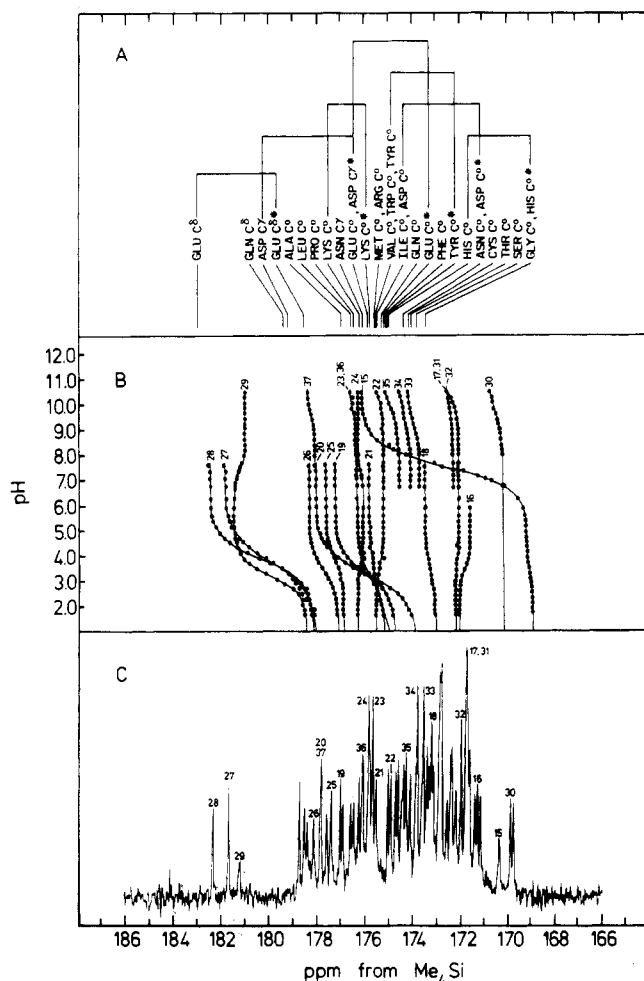 A
GLU Cδ
GLN Cδ
ASP Cγ
GLU Cδ*
ALA C°
LEU C°
PRO C°
LYS C°
ASN Cγ
GLU C°, ASP Cγ*
LYS C°*
MET C°, ARG C°
VAL C°, TRP C°, TYR C°
ILE C°, ASP C°
GLN C°
GLU C°*
PHE C°
TYR C°*
HIS C°
ASN C°, ASP C°*
CYS C°
THR C°
SER C°
GLY C°, HIS C°*
B
pH
12.0
11.0
10.0
9.0
8.0
7.0
6.0
5.0
4.0
3.0
2.0
28
27
29
26
37
20
25
19
23,36
24
15
21
22
35
34
33
18
17,31
32
16
30
C
28
27
29
26
20
37
25
19
36
24
23
21
22
35
34
33
18
32
17,31
16
15
30
186 184 182 180 178 176 174 172 170 168 166
ppm from Me4Si